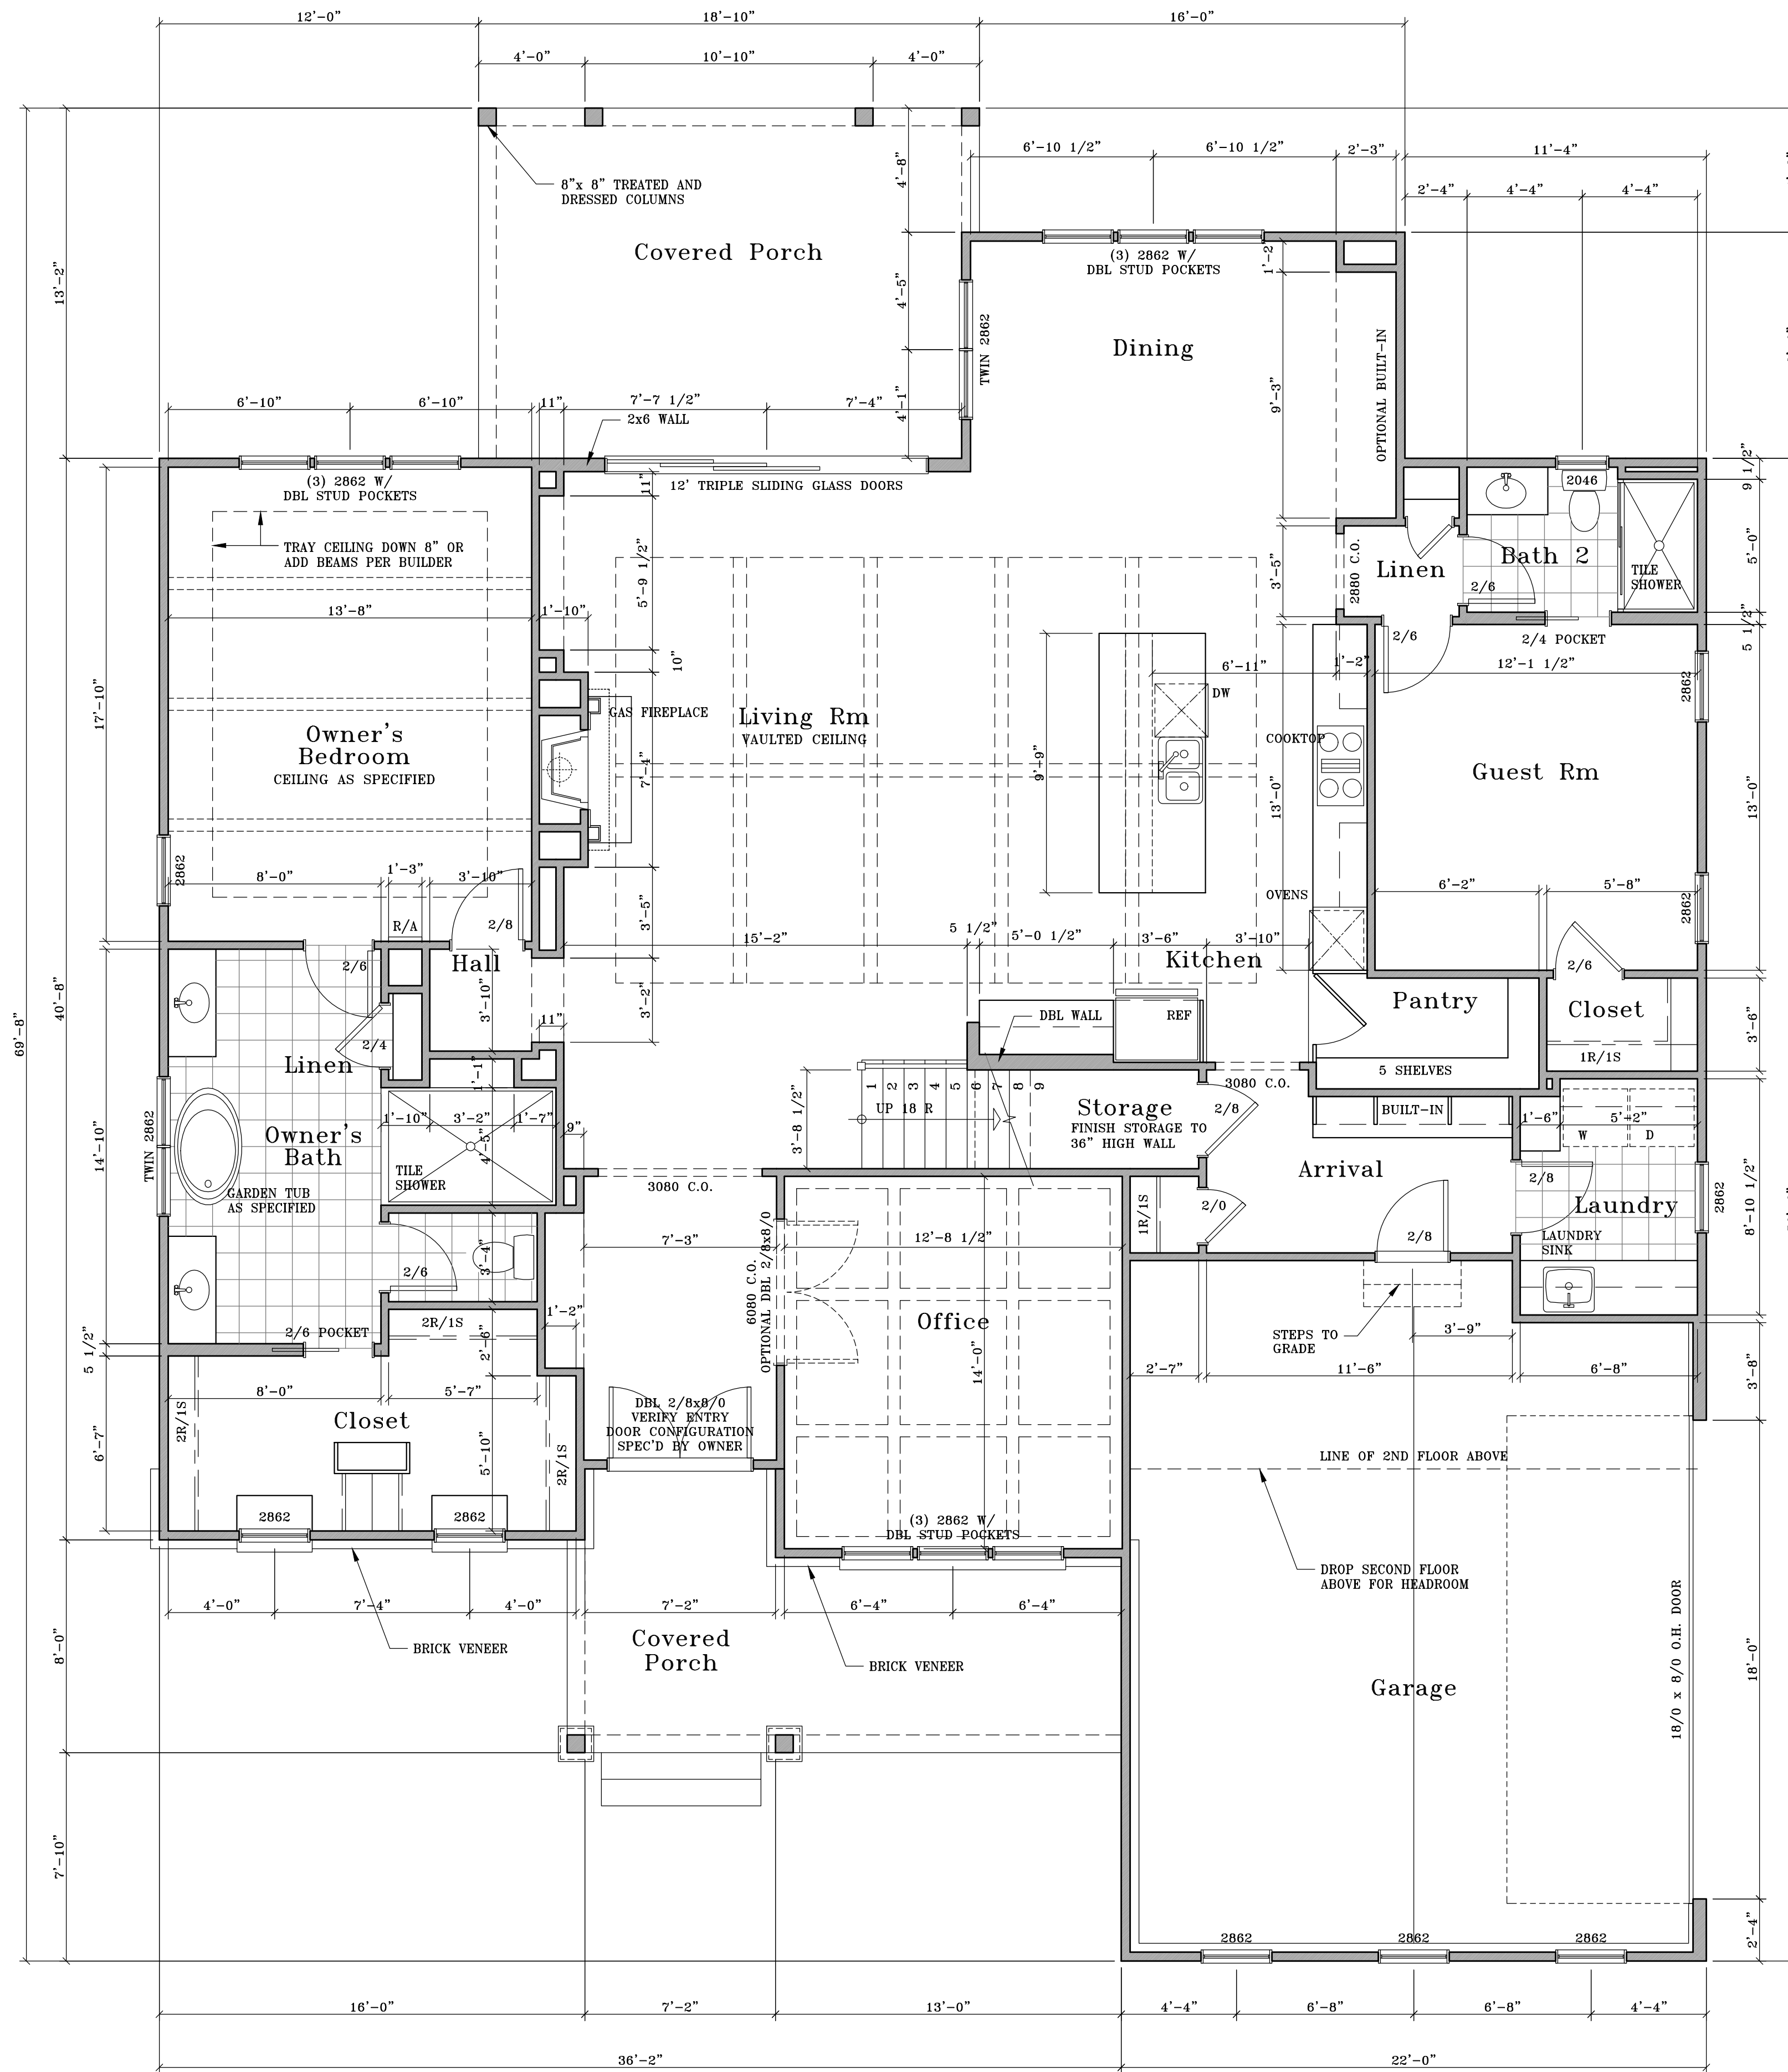 12'-0"
18'-10"
16'-0"
4'-0"
10'-10"
4'-0"
6'-10 1/2"
6'-10 1/2"
2'-3"
11'-4"
2'-4"
4'-4"
4'-4"
4'-8"
8"x 8" TREATED AND
DRESSED COLUMNS
Covered Porch
13'-2"
4'-5"
4'-1"
(3) 2862 W/
DBL STUD POCKETS
1'-2"
TWIN 2862
Dining
9'-3"
OPTIONAL BUILT-IN
6'-10"
6'-10"
11"
7'-7 1/2"
7'-4"
2x6 WALL
(3) 2862 W/
DBL STUD POCKETS
11"
12' TRIPLE SLIDING GLASS DOORS
2046
9 1/2"
TRAY CEILING DOWN 8" OR
ADD BEAMS PER BUILDER
5'-9 1/2"
3'-5"
2880 C.O.
Linen
Bath 2
2/6
TILE
SHOWER
5'-0"
13'-8"
1'-10"
10"
2/6
2/4 POCKET
5 1/2"
6'-11"
1'-2"
12'-1 1/2"
2862
17'-10"
Owner's
Bedroom
CEILING AS SPECIFIED
GAS FIREPLACE
7'-4"
Living Rm
VAULTED CEILING
9'-9"
DW
COOKTOP
13'-0"
Guest Rm
13'-0"
2862
8'-0"
1'-3"
3'-10"
R/A
2/8
3'-5"
OVENS
6'-2"
5'-8"
2862
15'-2"
5 1/2"
5'-0 1/2"
3'-6"
3'-10"
Kitchen
Hall
2/6
2/6
3'-10"
3'-2"
11"
Pantry
Closet
3'-6"
DBL WALL
REF
1R/1S
5 SHELVES
40'-8"
69'-8"
2/4
Linen
1'-1"
3'-8 1/2"
1
2
3
4
5
6
7
8
9
UP 18 R
Storage
FINISH STORAGE TO
36" HIGH WALL
2/8
3080 C.O.
BUILT-IN
1'-6"
5'-2"
W
D
14'-10"
TWIN 2862
Owner's
Bath
GARDEN TUB
AS SPECIFIED
1'-10"
3'-2"
1'-7"
4'-5"
9"
TILE
SHOWER
3080 C.O.
Arrival
2/8
Laundry
2862
8'-10 1/2"
LAUNDRY
SINK
1R/1S
2/0
2/8
7'-3"
6080 C.O.
OPTIONAL DBL 2/8x8/0
12'-8 1/2"
Office
14'-0"
2/6
3'-4"
1'-2"
2/6 POCKET
2R/1S
2'-6"
5 1/2"
STEPS TO
GRADE
3'-9"
2'-7"
11'-6"
6'-8"
3'-8"
8'-0"
5'-7"
6'-7"
2R/1S
Closet
5'-10"
2R/1S
DBL 2/8x8/0
VERIFY ENTRY
DOOR CONFIGURATION
SPEC'D BY OWNER
LINE OF 2ND FLOOR ABOVE
2862
2862
(3) 2862 W/
DBL STUD POCKETS
DROP SECOND FLOOR
ABOVE FOR HEADROOM
4'-0"
7'-4"
4'-0"
7'-2"
6'-4"
6'-4"
8'-0"
BRICK VENEER
Covered
Porch
BRICK VENEER
Garage
18/0 x 8/0 O.H. DOOR
18'-0"
7'-10"
2862
2862
2862
2'-4"
16'-0"
7'-2"
13'-0"
4'-4"
6'-8"
6'-8"
4'-4"
36'-2"
22'-0"